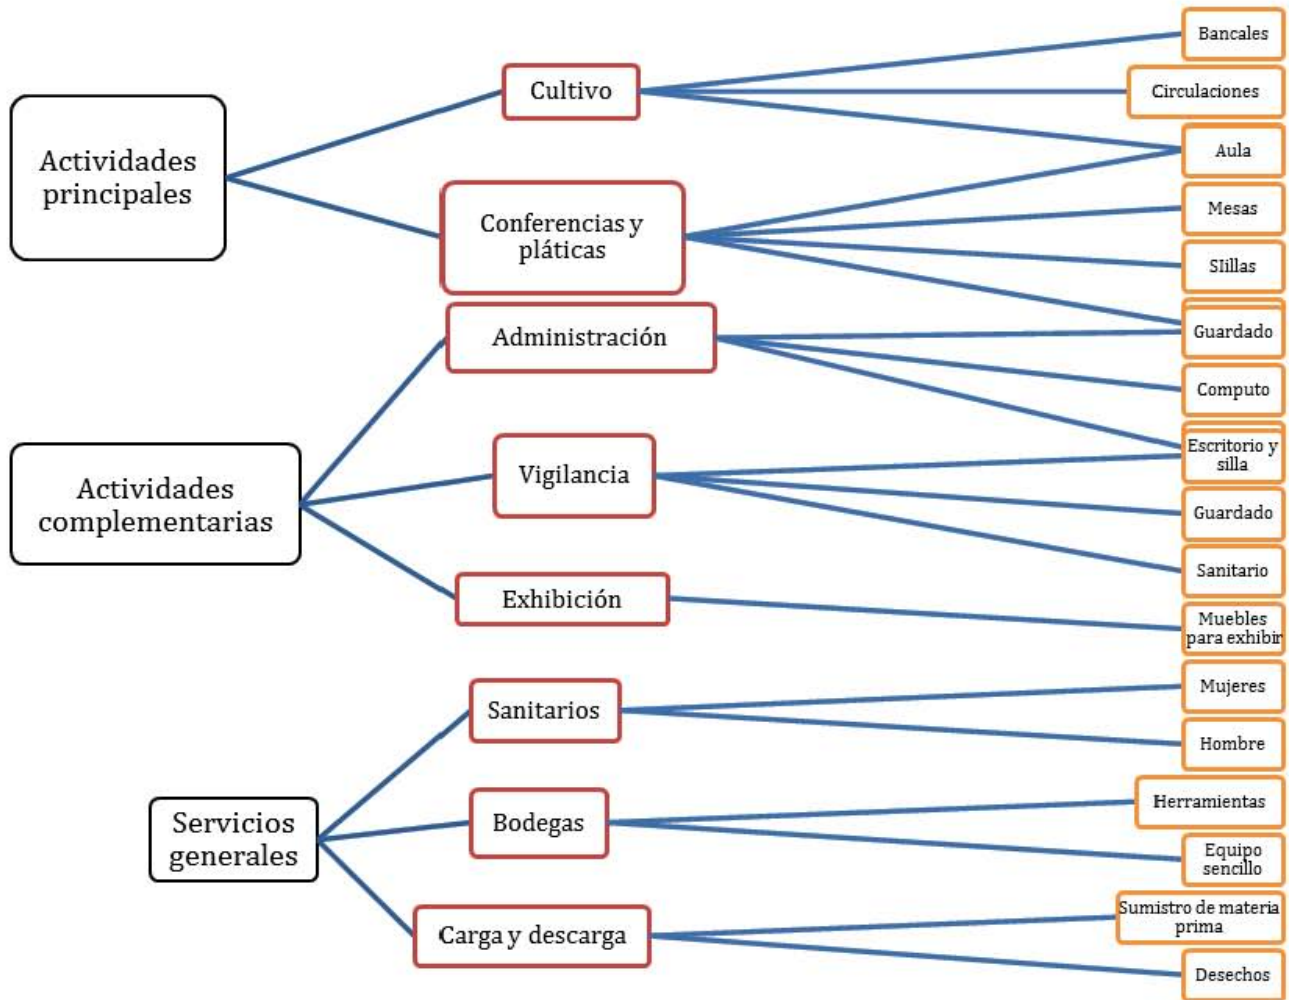 Actividades
principales
Cultivo
Bancales
Circulaciones
Aula
Conferencias y
pláticas
Mesas
SIillas
Guardado
Actividades
complementarias
Administración
Computo
Escritorio y
silla
Vigilancia
Guardado
Sanitario
Exhibición
Muebles
para exhibir
Servicios
generales
Sanitarios
Mujeres
Hombre
Bodegas
Herramientas
Equipo
sencillo
Carga y descarga
Sumistro de materia
prima
Desechos